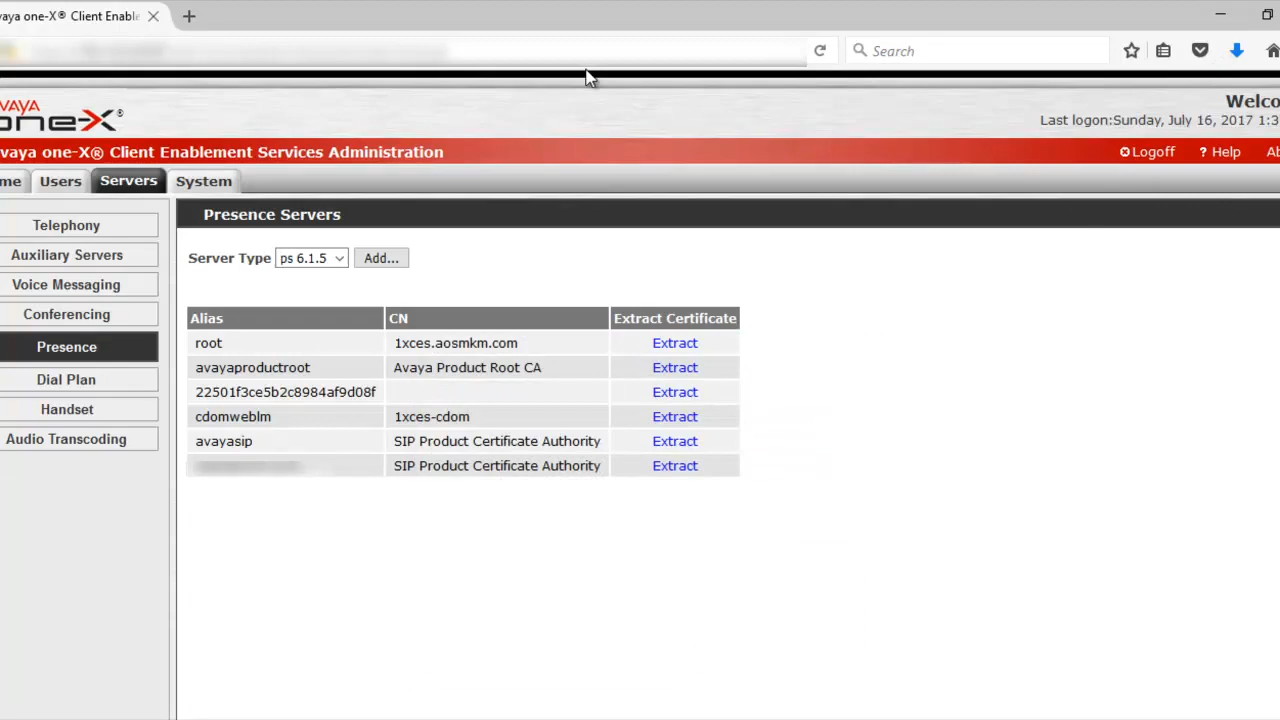 vaya one-X® Client Enable
Search
VAYA
one-X®
Welco
Last logon:Sunday, July 16, 2017 1:3
vaya one-X® Client Enablement Services Administration
Logoff ? Help Ab
me Users Servers System
Telephony
Auxiliary Servers
Voice Messaging
Conferencing
Presence
Dial Plan
Handset
Audio Transcoding
Presence Servers
Server Type ps 6.1.5 Add...
Alias CN Extract Certificate
root 1xces.aosmkm.com Extract
avayaproductroot Avaya Product Root CA Extract
22501f3ce5b2c8984af9d08f Extract
cdomweblm 1xces-cdom Extract
avayasip SIP Product Certificate Authority Extract
SIP Product Certificate Authority Extract